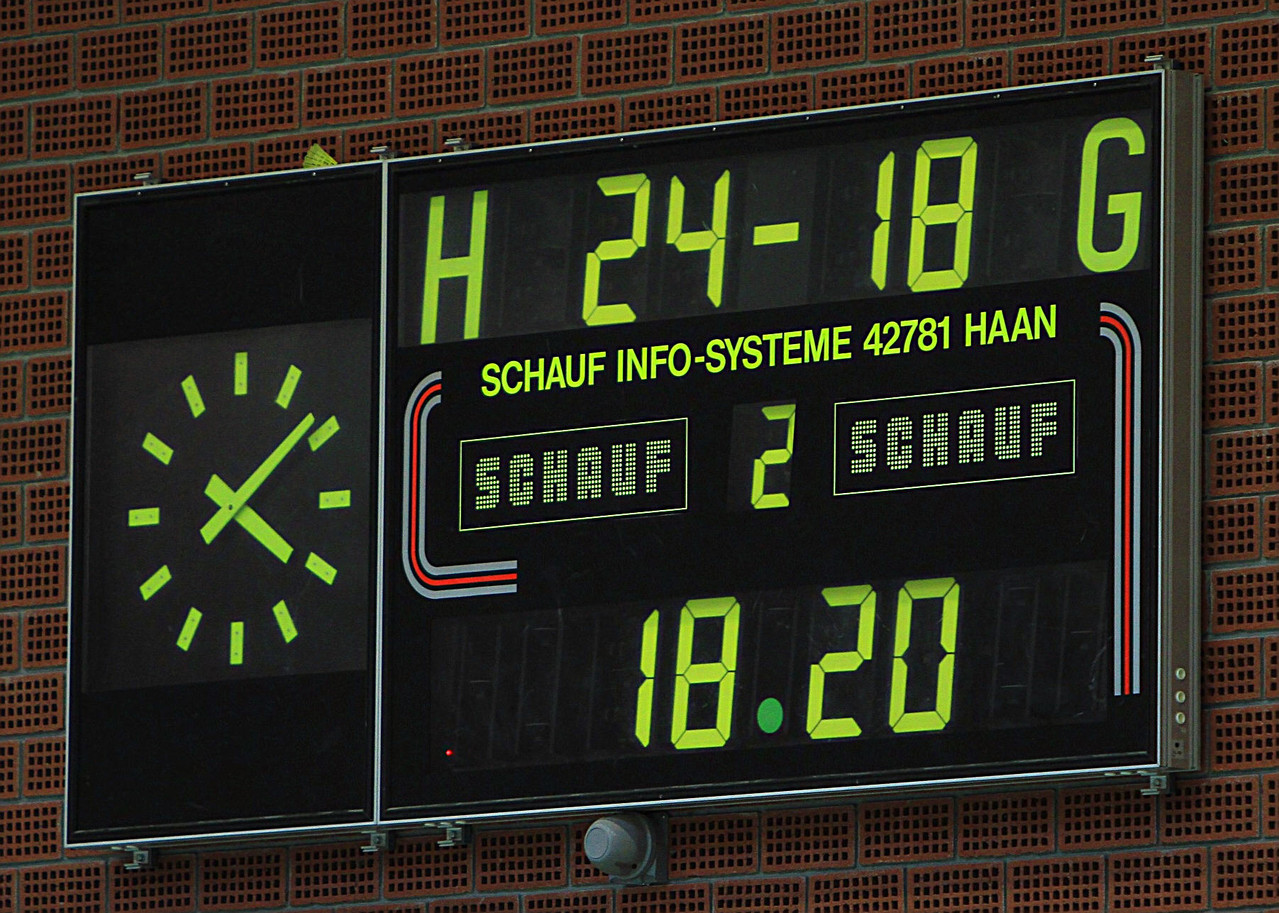 H 24-18 G
SCHAUF INFO-SYSTEME 42781 HAAN
SCHAUF 2 SCHAUF
18.20